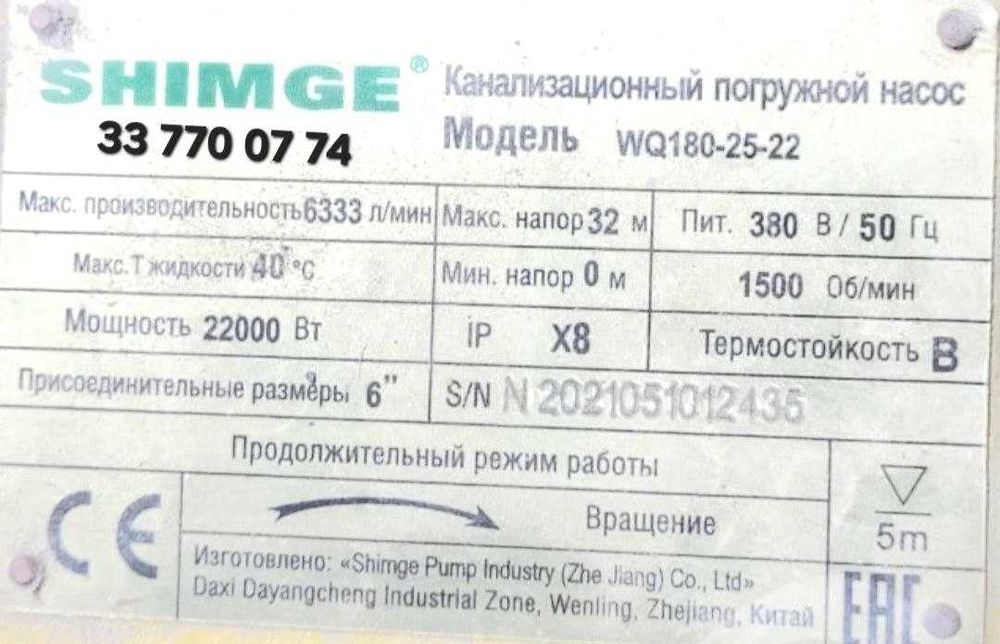 SHIMGE®
33 770 07 74
Канализационный погружной насос
Модель WQ180-25-22
Макс. производительность 6333 л/мин
Макс. напор 32 м
Пит. 380 В / 50 Гц
Макс.Т жидкости 40 °C
Мин. напор 0 м
1500 Об/мин
Мощность 22000 Вт
iP X8
Термостойкость B
Присоединительные размеры 6"
S/N N 2021051012435
Продолжительный режим работы
Вращение
5m
CE
Изготовлено: «Shimge Pump Industry (Zhe Jiang) Co., Ltd»
Daxi Dayangcheng Industrial Zone, Wenling, Zhejiang, Китай
EAC